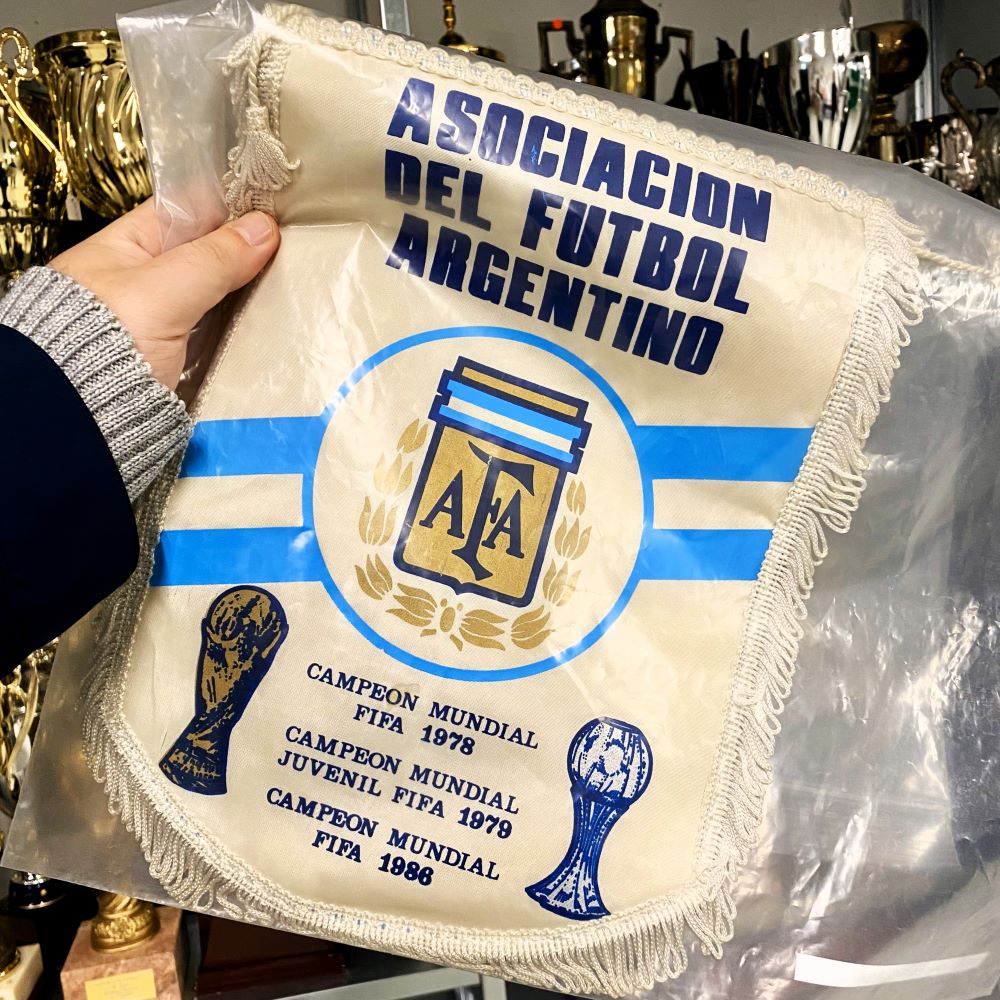 ASOCIACION
DEL FUTBOL
ARGENTINO
AFA
CAMPEON MUNDIAL
FIFA 1978
CAMPEON MUNDIAL
JUVENIL FIFA 1979
CAMPEON MUNDIAL
FIFA 1986